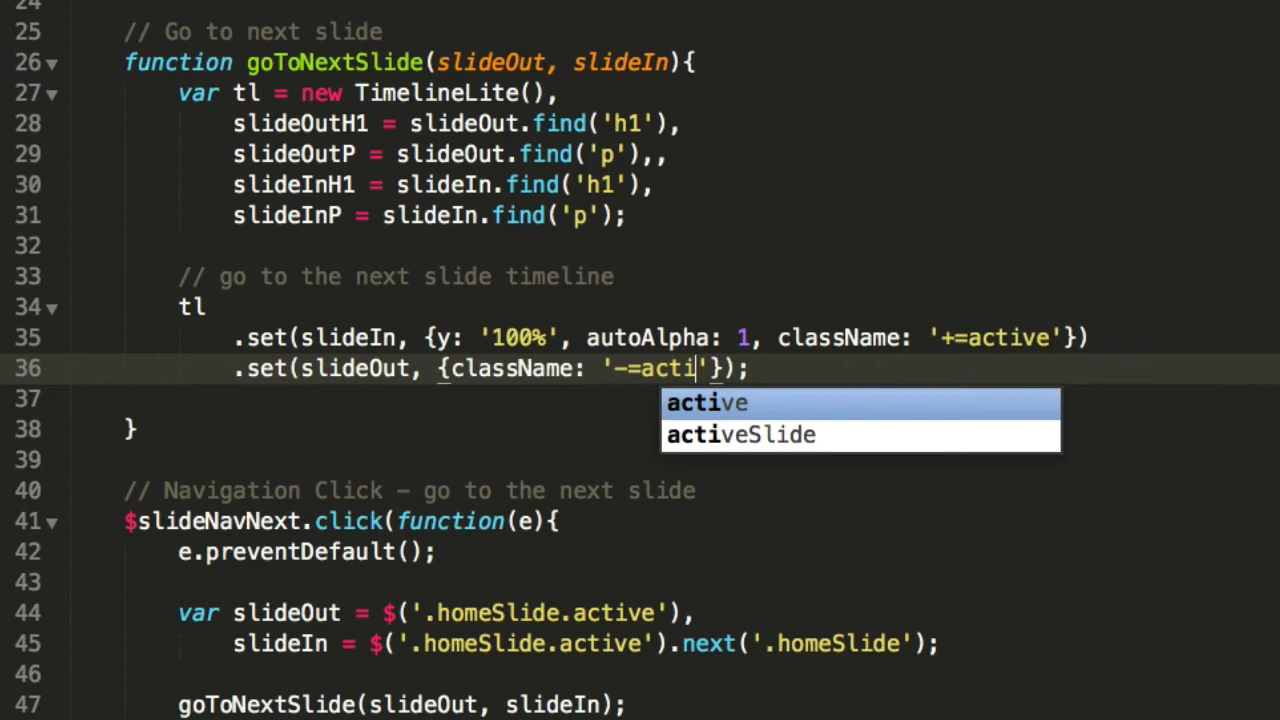 24
25 // Go to next slide
26 function goToNextSlide(slideOut, slideIn){
27 var tl = new TimelineLite(),
28 slideOutH1 = slideOut.find('h1'),
29 slideOutP = slideOut.find('p'),,
30 slideInH1 = slideIn.find('h1'),
31 slideInP = slideIn.find('p');
32
33 // go to the next slide timeline
34 tl
35 .set(slideIn, {y: '100%', autoAlpha: 1, className: '+=active'})
36 .set(slideOut, {className: '-=acti'});
37 active
activeSlide
38 }
39
40 // Navigation Click - go to the next slide
41 $slideNavNext.click(function(e){
42 e.preventDefault();
43
44 var slideOut = $('.homeSlide.active'),
45 slideIn = $('.homeSlide.active').next('.homeSlide');
46
47 goToNextSlide(slideOut, slideIn);